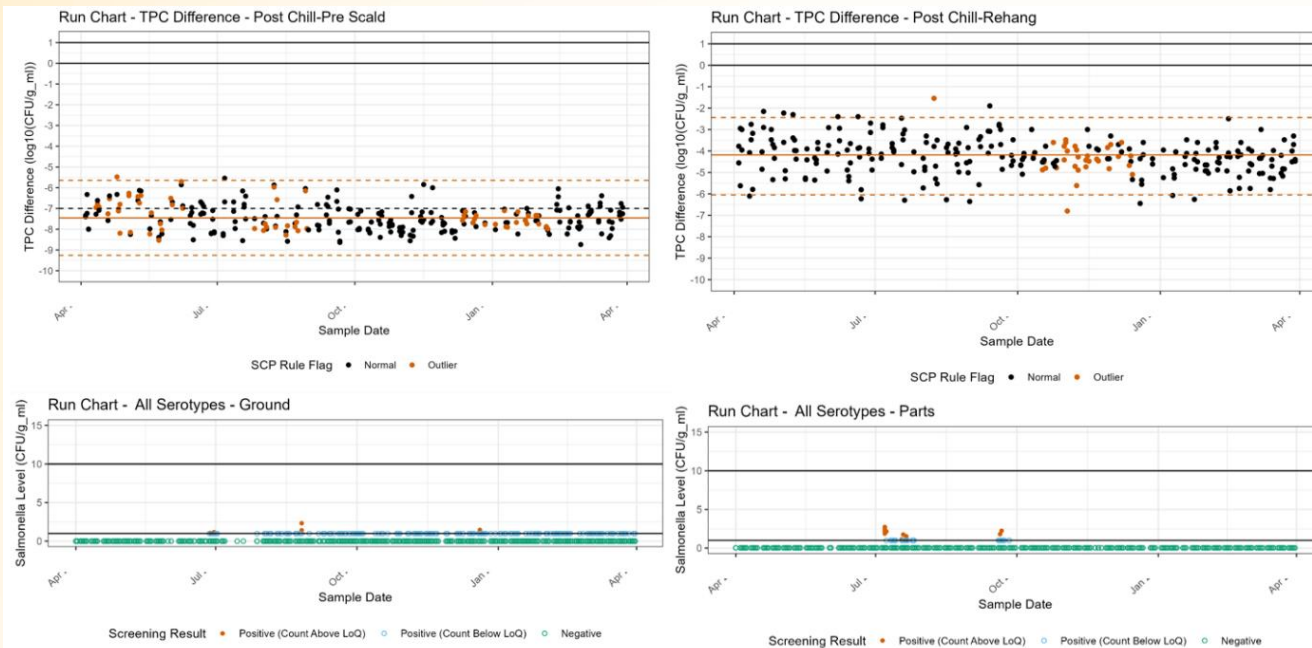 Run Chart - TPC Difference - Post Chill-Pre Scald
TPC Difference (log10(CFU/g_ml))
1
0
-1
-2
-3
-4
-5
-6
-7
-8
-9
-10
Apr -
Jul -
Oct -
Jan -
Apr -
Sample Date
SCP Rule Flag Normal Outlier
Run Chart - TPC Difference - Post Chill-Rehang
TPC Difference (log10(CFU/g_ml))
1
0
-1
-2
-3
-4
-5
-6
-7
-8
-9
-10
Apr -
Jul -
Oct -
Jan -
Apr -
Sample Date
SCP Rule Flag Normal Outlier
Run Chart - All Serotypes - Ground
Salmonella Level (CFU/g_ml)
15
10
5
0
Apr -
Jul -
Oct -
Jan -
Apr -
Sample Date
Screening Result Positive (Count Above LoQ) Positive (Count Below LoQ) Negative
Run Chart - All Serotypes - Parts
Salmonella Level (CFU/g_ml)
15
10
5
0
Apr -
Jul -
Oct -
Jan -
Apr -
Sample Date
Screening Result Positive (Count Above LoQ) Positive (Count Below LoQ) Negative